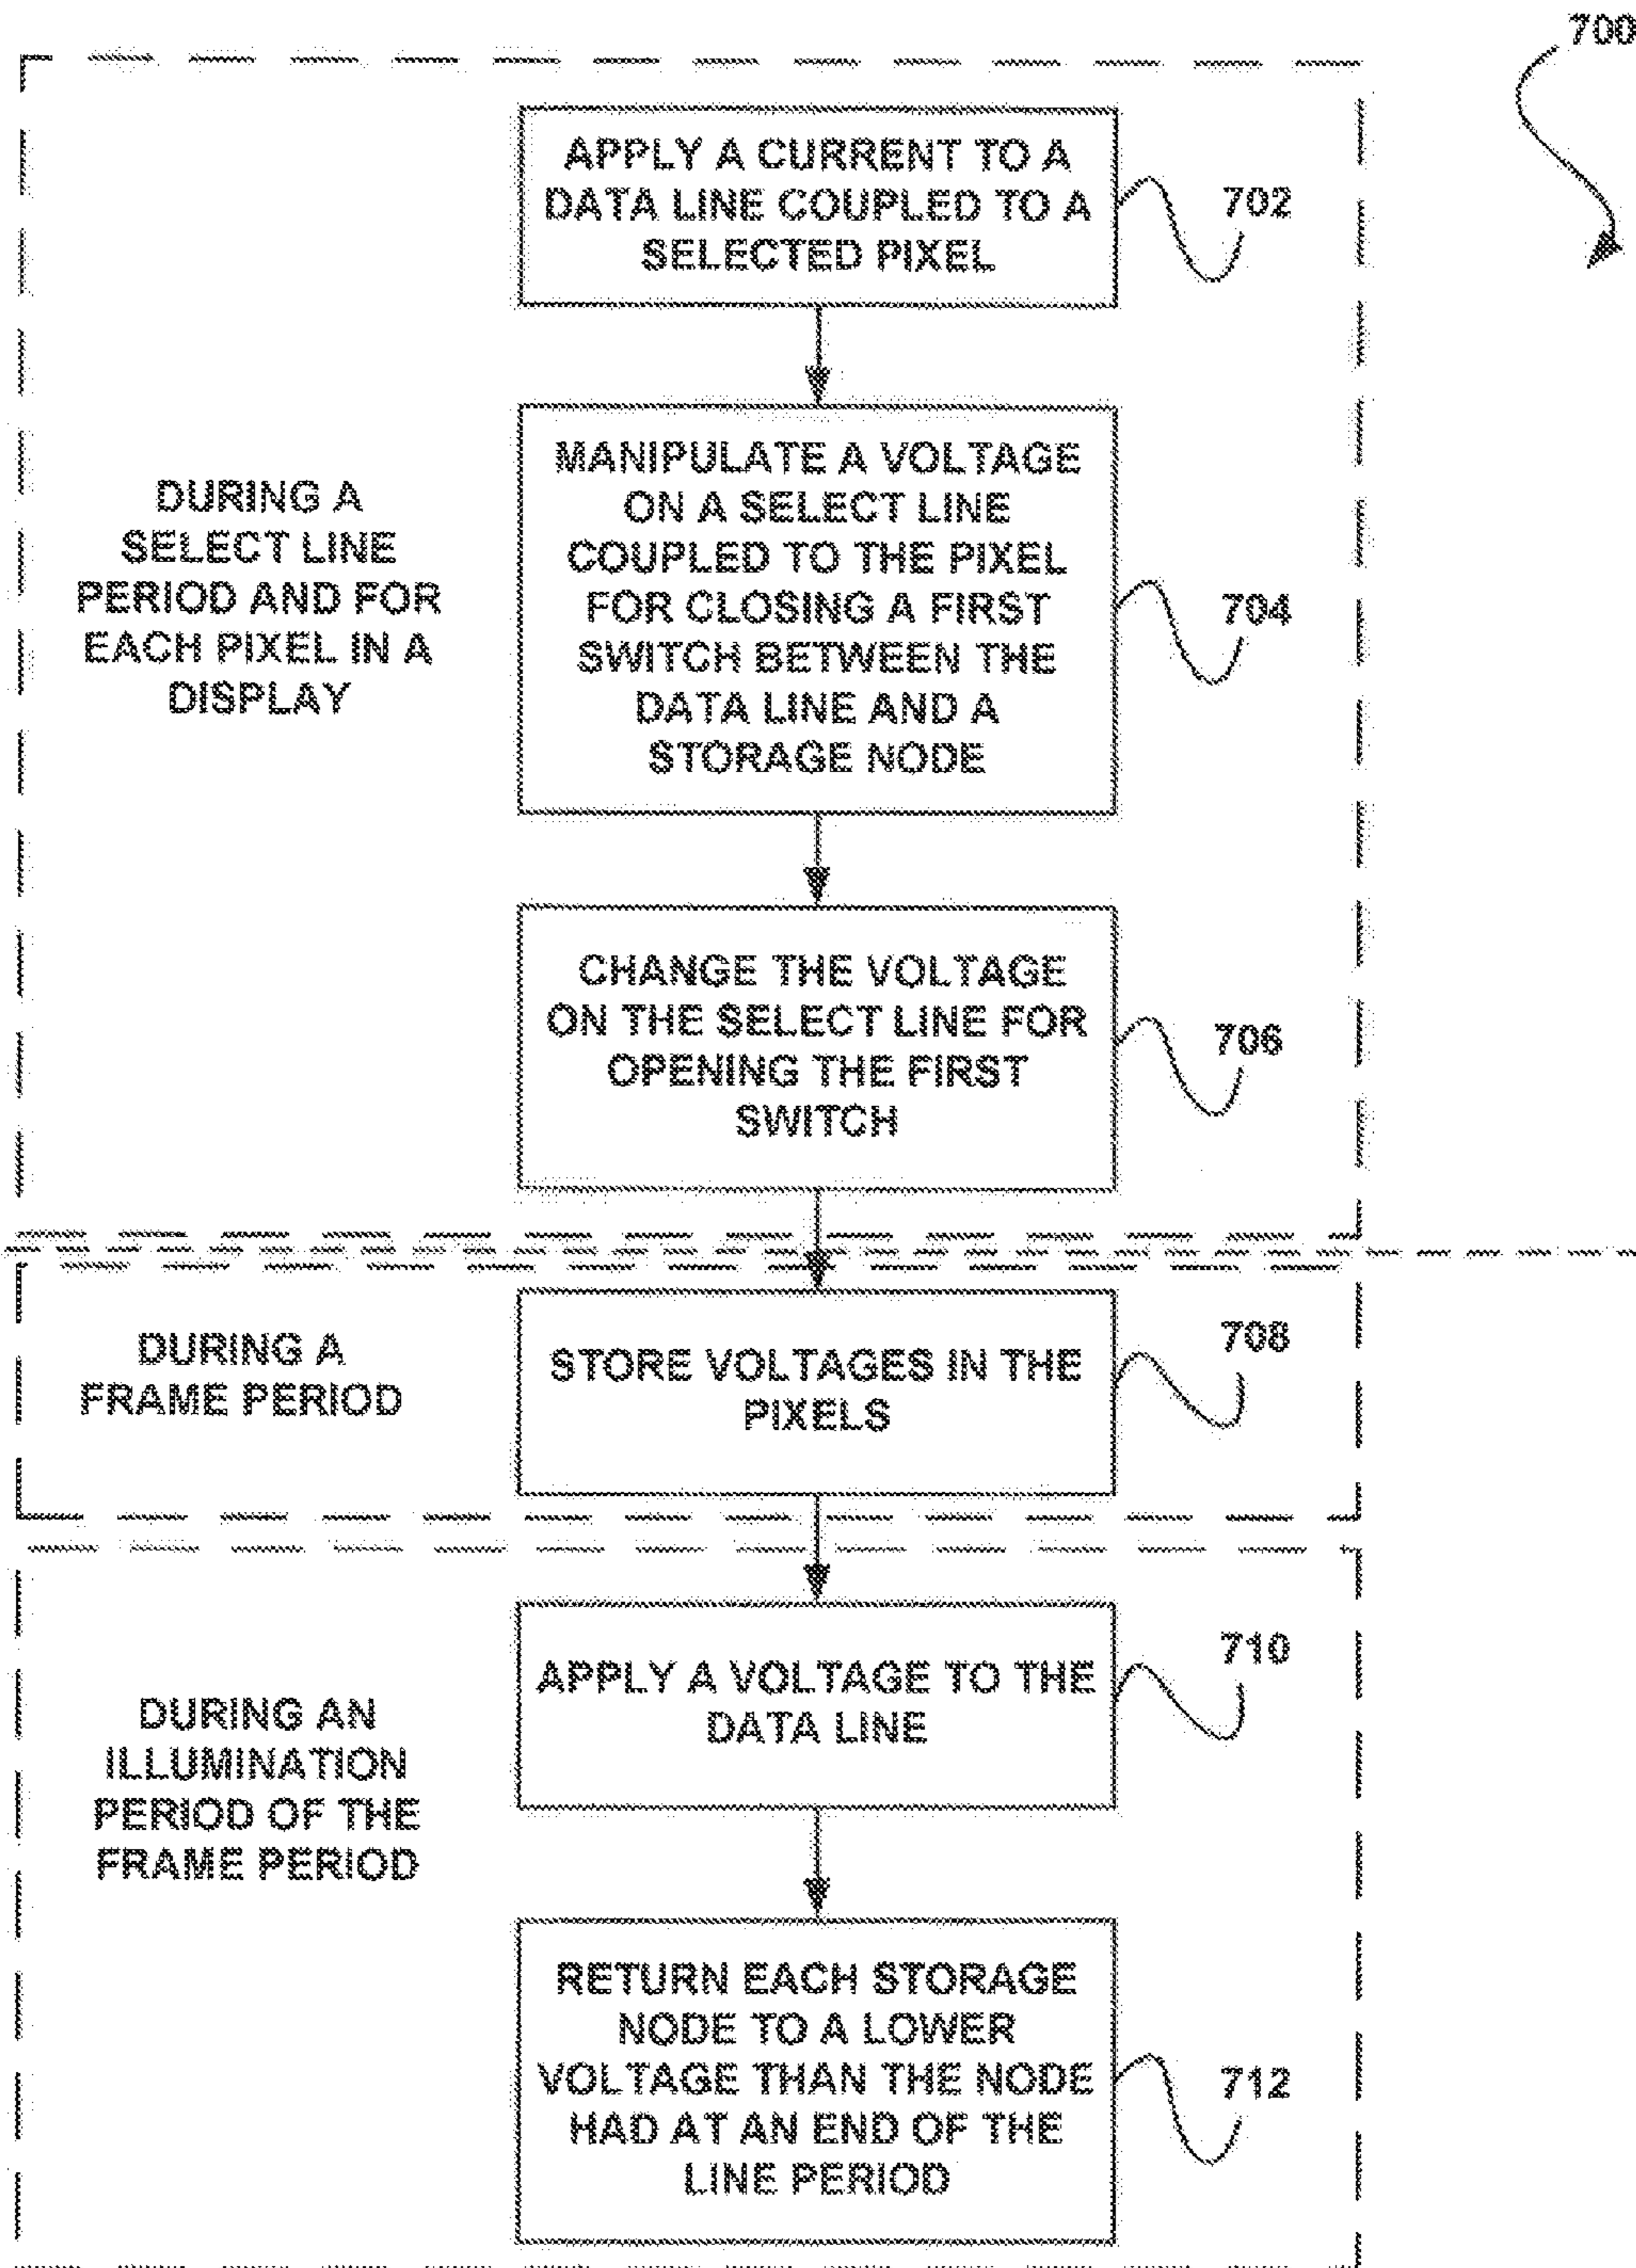 700
APPLY A CURRENT TO A
DATA LINE COUPLED TO A
SELECTED PIXEL
702
DURING A
SELECT LINE
PERIOD AND FOR
EACH PIXEL IN A
DISPLAY
MANIPULATE A VOLTAGE
ON A SELECT LINE
COUPLED TO THE PIXEL
FOR CLOSING A FIRST
SWITCH BETWEEN THE
DATA LINE AND A
STORAGE NODE
704
CHANGE THE VOLTAGE
ON THE SELECT LINE FOR
OPENING THE FIRST
SWITCH
706
DURING A
FRAME PERIOD
STORE VOLTAGES IN THE
PIXELS
708
DURING AN
ILLUMINATION
PERIOD OF THE
FRAME PERIOD
APPLY A VOLTAGE TO THE
DATA LINE
710
RETURN EACH STORAGE
NODE TO A LOWER
VOLTAGE THAN THE NODE
HAD AT AN END OF THE
LINE PERIOD
712